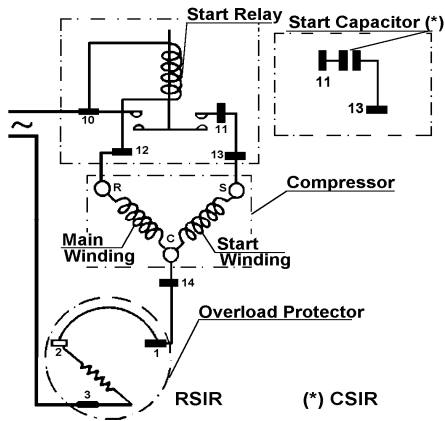 Start Relay
Start Capacitor (*)
11
13
10
11
12
13
R
S
Compressor
Main
Winding
C
Start
Winding
14
Overload Protector
2
1
3
RSIR
(*) CSIR